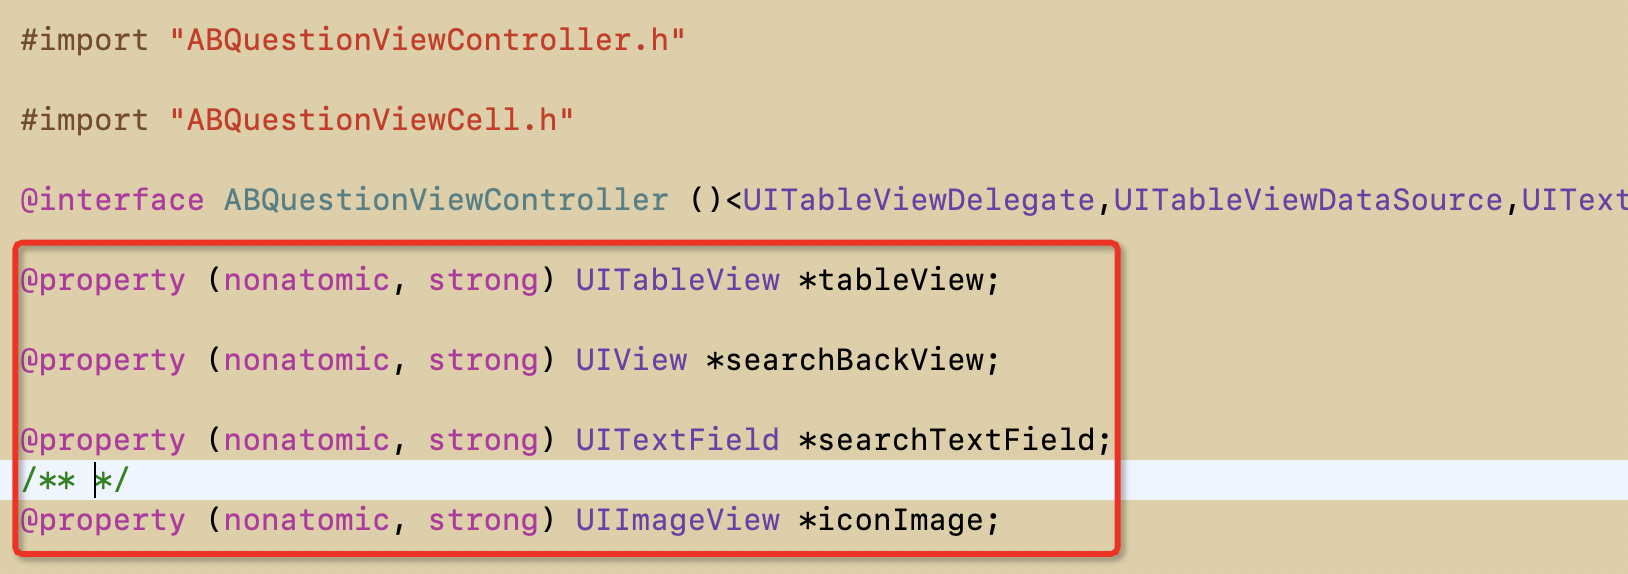 #import "ABQuestionViewController.h"
#import "ABQuestionViewCell.h"
@interface ABQuestionViewController ()<UITableViewDelegate,UITableViewDataSource,UIText
@property (nonatomic, strong) UITableView *tableView;
@property (nonatomic, strong) UIView *searchBackView;
@property (nonatomic, strong) UITextField *searchTextField;
/** */
@property (nonatomic, strong) UIImageView *iconImage;